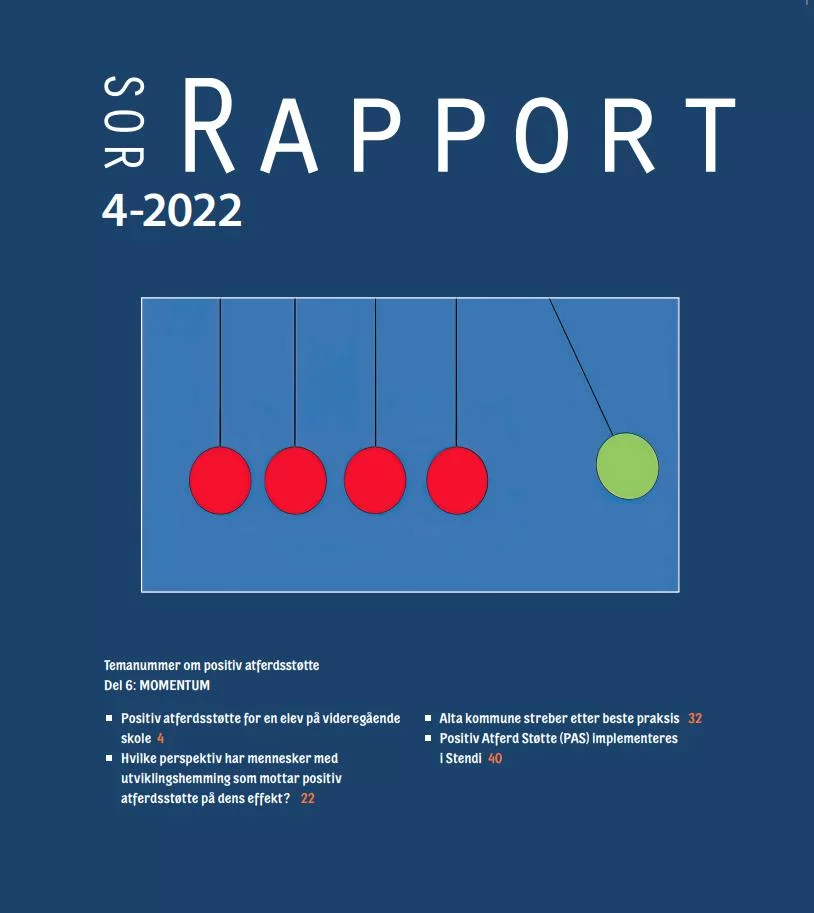 SOR RAPPORT
4-2022
Temanummer om positiv atferdsstøtte
Del 6: MOMENTUM
Positiv atferdsstøtte for en elev på videregående
skole 4
Hvilke perspektiv har mennesker med
utviklingshemming som mottar positiv
atferdsstøtte på dens effekt? 22
Alta kommune streber etter beste praksis 32
Positiv Atferd Støtte (PAS) implementeres
i Stendi 40